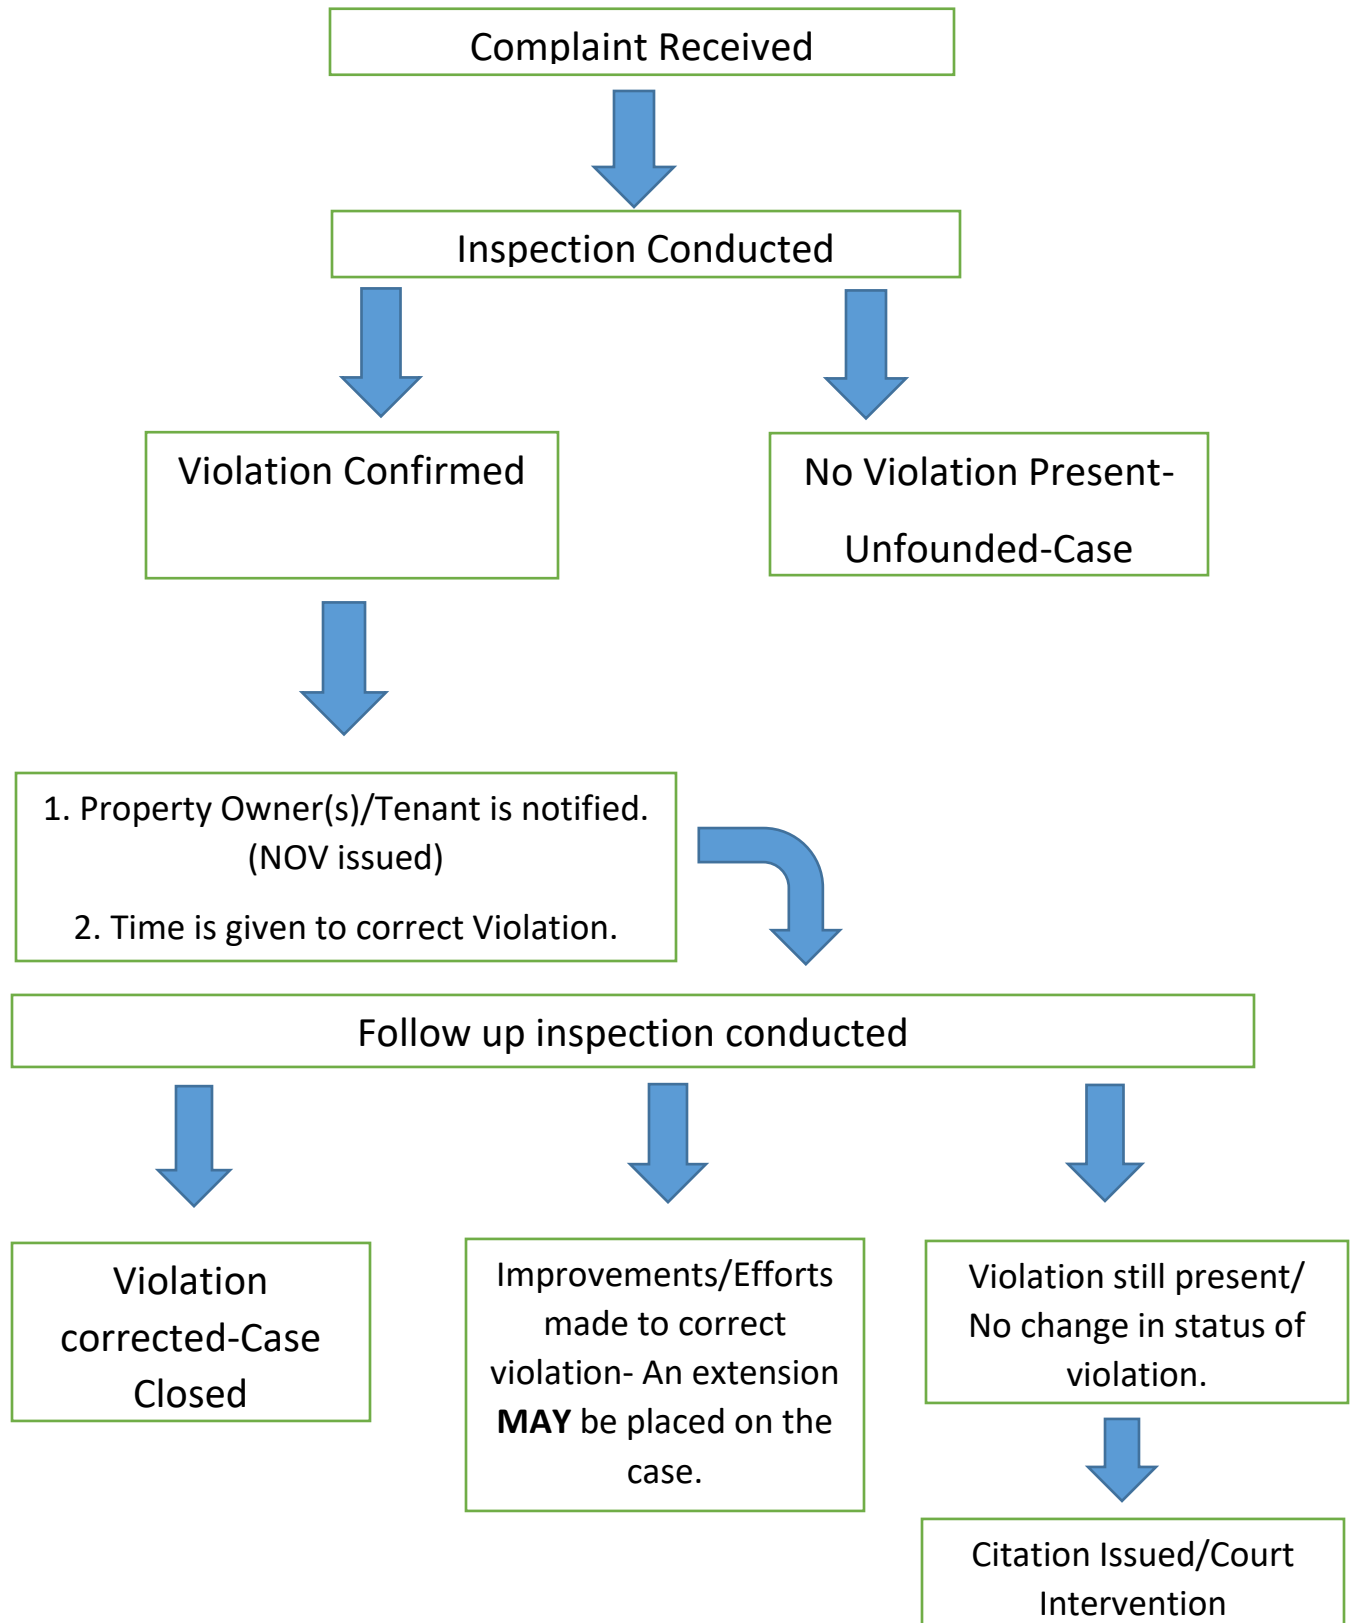 Complaint Received
Inspection Conducted
Violation Confirmed
No Violation Present-
Unfounded-Case
1. Property Owner(s)/Tenant is notified.
(NOV issued)
2. Time is given to correct Violation.
Follow up inspection conducted
Violation
corrected-Case
Closed
Improvements/Efforts
made to correct
violation- An extension
MAY be placed on the
case.
Violation still present/
No change in status of
violation.
Citation Issued/Court
Intervention